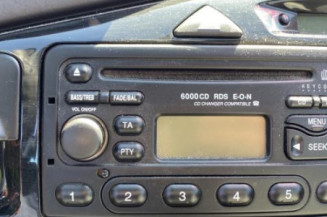 KEYC
BASS/TREB FADE/BAL 6000CD RDS E-O-N
VOL ON/OFF CD CHANGER COMPATIBLE
TA MENU
PTY SEEK
1 2 3 4 5